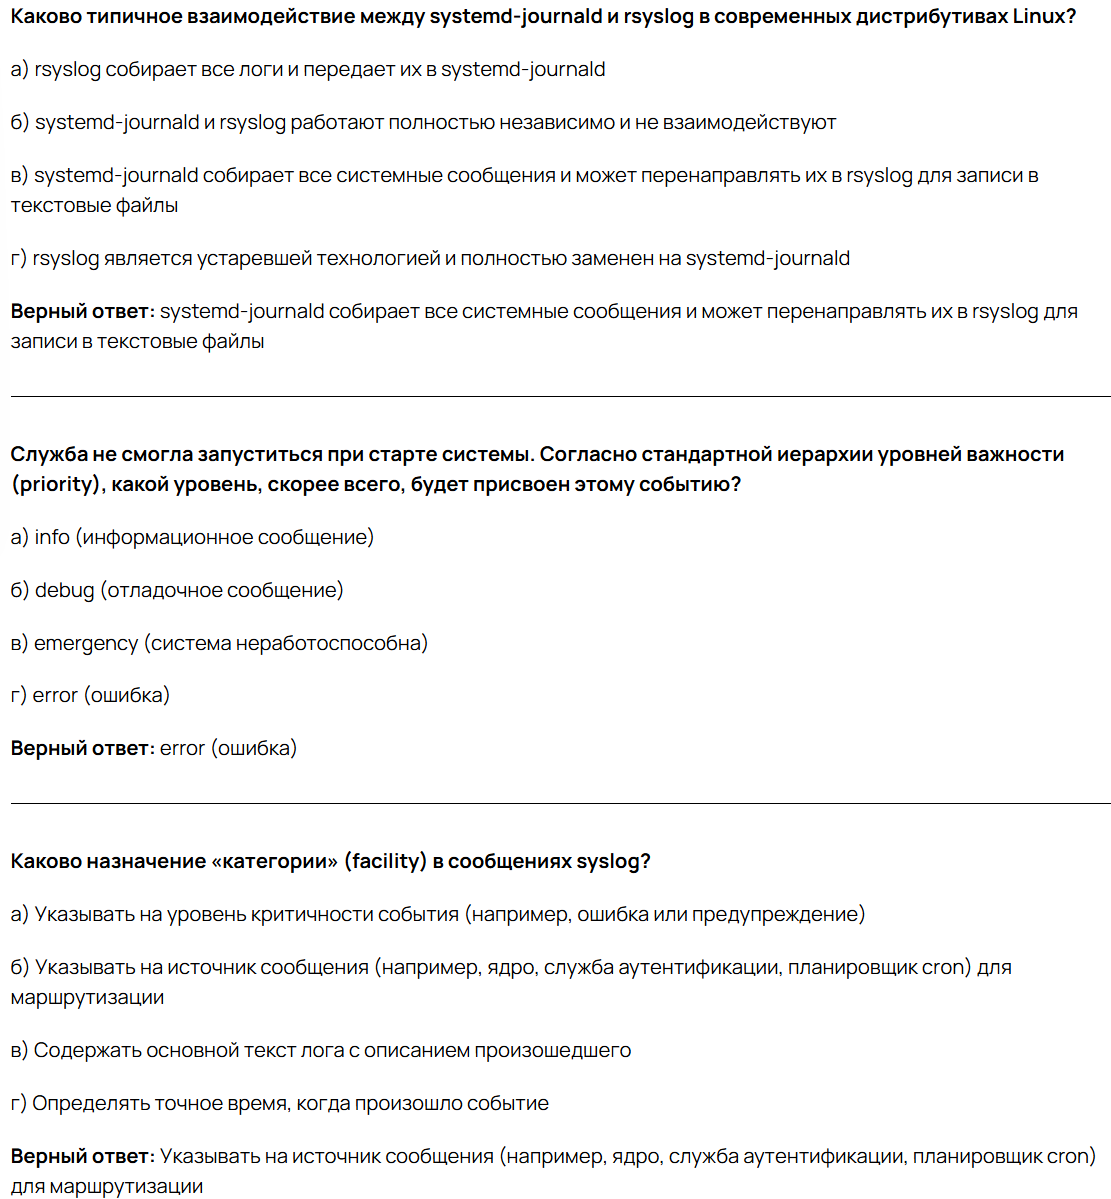 Каково типичное взаимодействие между systemd-journald и rsyslog в современных дистрибутивах Linux?
а) rsyslog собирает все логи и передает их в systemd-journald
б) systemd-journald и rsyslog работают полностью независимо и не взаимодействуют
в) systemd-journald собирает все системные сообщения и может перенаправлять их в rsyslog для записи в
текстовые файлы
г) rsyslog является устаревшей технологией и полностью заменен на systemd-journald
Верный ответ: systemd-journald собирает все системные сообщения и может перенаправлять их в rsyslog для
записи в текстовые файлы
Служба не смогла запуститься при старте системы. Согласно стандартной иерархии уровней важности
(priority), какой уровень, скорее всего, будет присвоен этому событию?
а) info (информационное сообщение)
б) debug (отладочное сообщение)
в) emergency (система неработоспособна)
г) error (ошибка)
Верный ответ: error (ошибка)
Каково назначение «категории» (facility) в сообщениях syslog?
а) Указывать на уровень критичности события (например, ошибка или предупреждение)
б) Указывать на источник сообщения (например, ядро, служба аутентификации, планировщик cron) для
маршрутизации
в) Содержать основной текст лога с описанием произошедшего
г) Определять точное время, когда произошло событие
Верный ответ: Указывать на источник сообщения (например, ядро, служба аутентификации, планировщик cron)
для маршрутизации